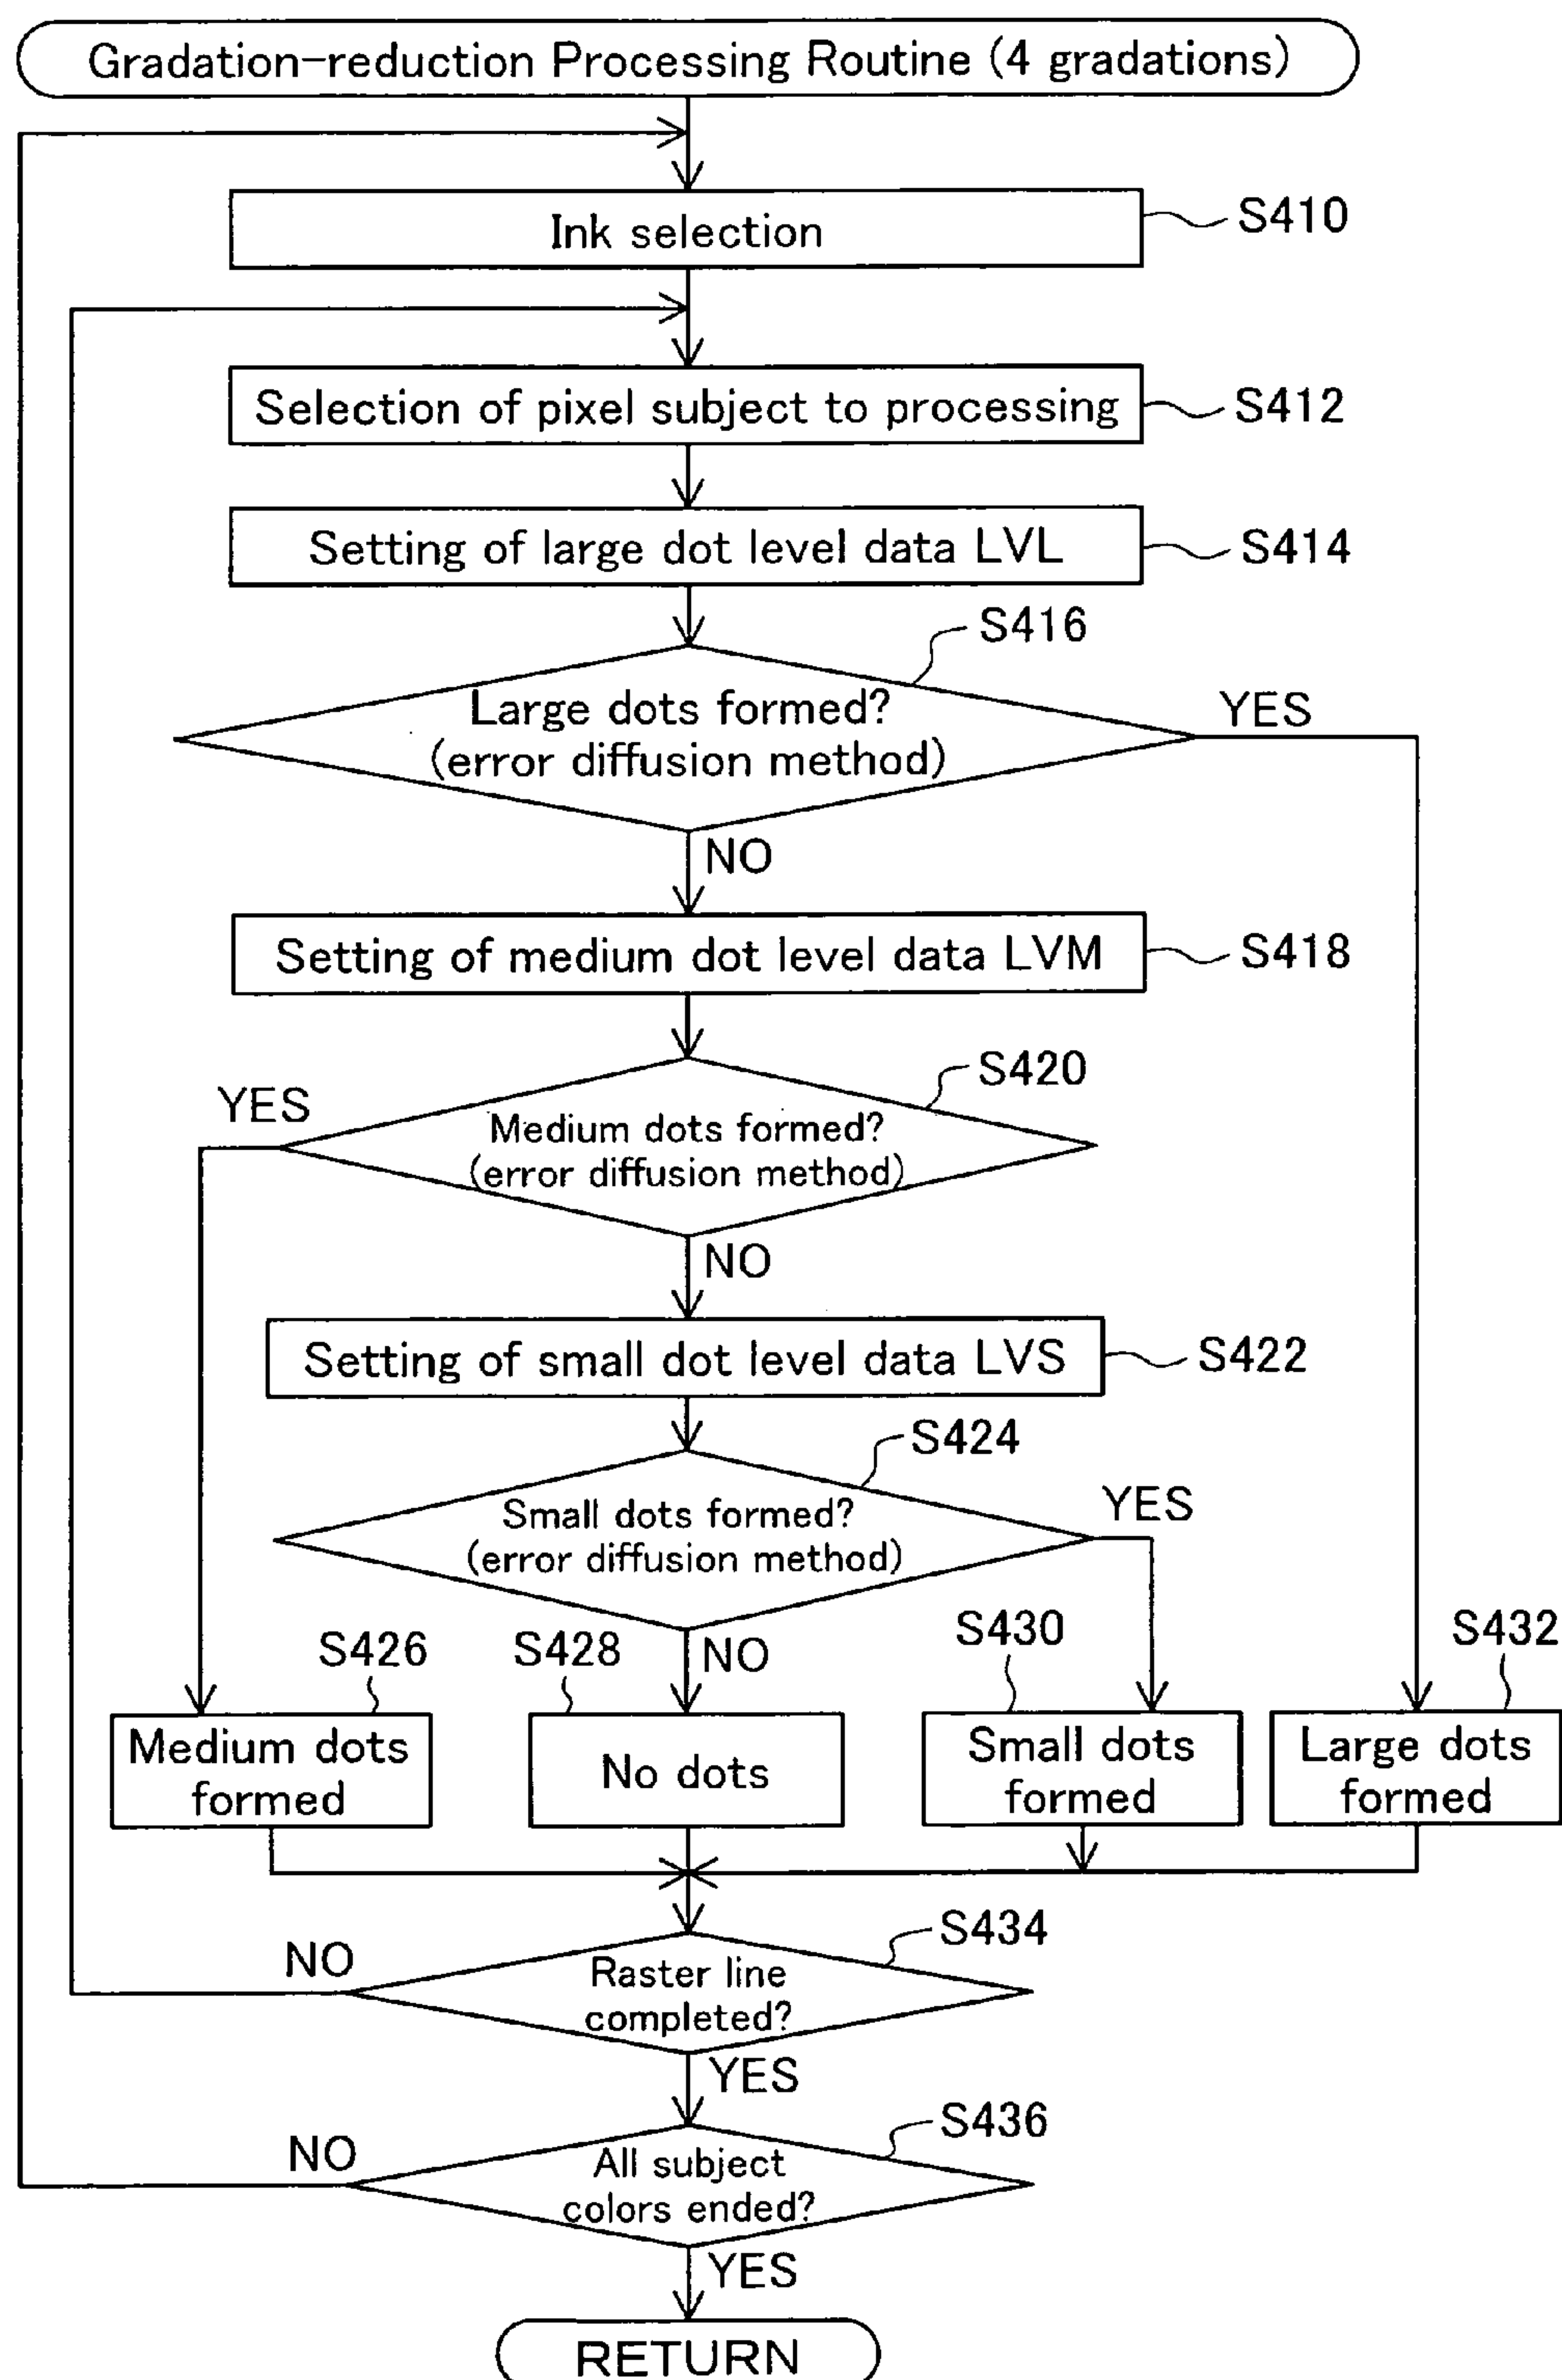 Gradation-reduction Processing Routine (4 gradations)
Ink selection
S410
Selection of pixel subject to processing
S412
Setting of large dot level data LVL
S414
S416
Large dots formed?
(error diffusion method)
YES
NO
Setting of medium dot level data LVM
S418
S420
YES
Medium dots formed?
(error diffusion method)
NO
Setting of small dot level data LVS
S422
S424
Small dots formed?
(error diffusion method)
YES
NO
S426
S428
S430
S432
Medium dots
formed
No dots
Small dots
formed
Large dots
formed
S434
NO
Raster line
completed?
YES
S436
NO
All subject
colors ended?
YES
RETURN